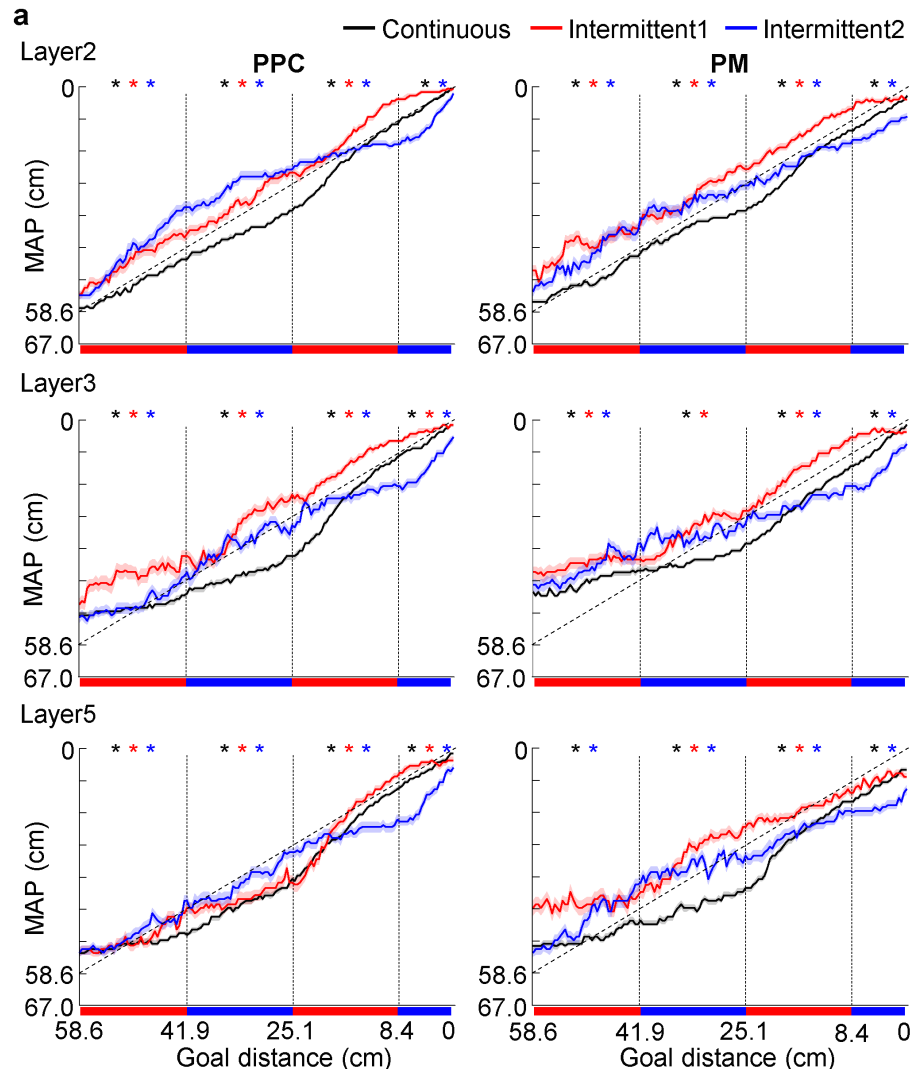 a
Continuous Intermittent1 Intermittent2
Layer2
PPC PM
* * * * * * * * * * * * * * * * * * * * * *
0
MAP (cm)
58.6
67.0
0
MAP (cm)
58.6
67.0
Layer3
* * * * * * * * * * * * * * * * * * * * * * *
0
MAP (cm)
58.6
67.0
0
58.6
67.0
Layer5
* * * * * * * * * * * * * * * * * * * * * * *
0
MAP (cm)
58.6
67.0
0
58.6
67.0
58.6 41.9 25.1 8.4 0 58.6 41.9 25.1 8.4 0
Goal distance (cm) Goal distance (cm)